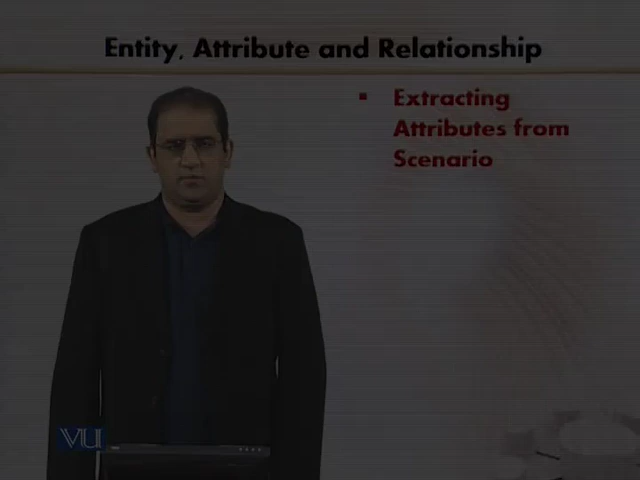 Entity, Attribute and Relationship
Extracting
Attributes from
Scenario
VU